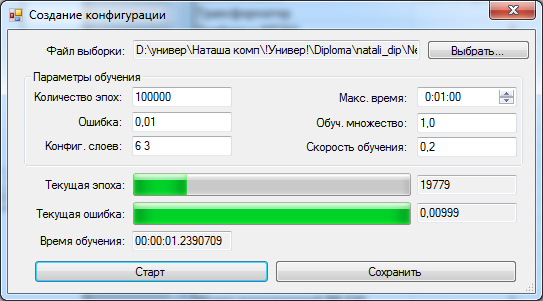 Создание конфигурации
Файл выборки: D:\универ\Наташа комп\!Универ!\Diploma\natali_dip\Ne Выбрать...
Параметры обучения
Количество эпох: 100000 Макс. время: 0:01:00
Ошибка: 0,01 Обуч. множество: 1,0
Конфиг. слоев: 6 3 Скорость обучения: 0,2
Текущая эпоха: 19779
Текущая ошибка: 0,00999
Время обучения: 00:00:01.2390709
Старт Сохранить